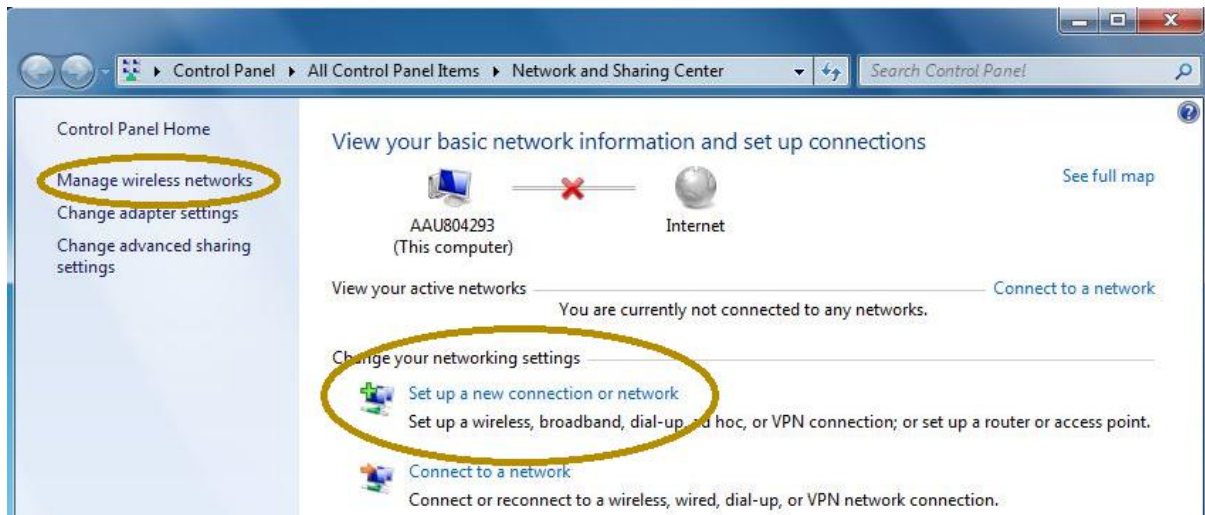 Control Panel ▸ All Control Panel Items ▸ Network and Sharing Center
Search Control Panel
Control Panel Home
Manage wireless networks
Change adapter settings
Change advanced sharing
settings
View your basic network information and set up connections
See full map
AAU804293
(This computer)
Internet
View your active networks
Connect to a network
You are currently not connected to any networks.
Change your networking settings
Set up a new connection or network
Set up a wireless, broadband, dial-up, ad hoc, or VPN connection; or set up a router or access point.
Connect to a network
Connect or reconnect to a wireless, wired, dial-up, or VPN network connection.